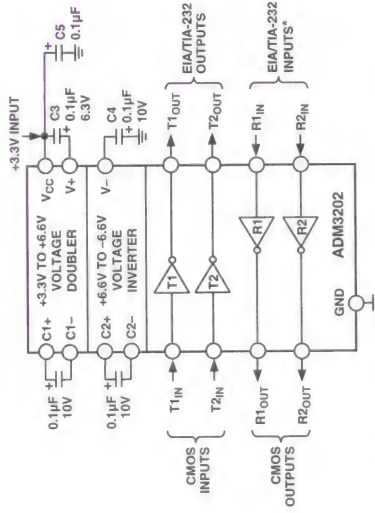 +3.3V INPUT
C5
0.1µF
C3
0.1µF
6.3V
C4
0.1µF
10V
0.1µF
10V
0.1µF
10V
C1+
C1–
C2+
C2–
+3.3V TO +6.6V
VOLTAGE
DOUBLER
+6.6V TO –6.6V
VOLTAGE
INVERTER
VCC
V+
V–
CMOS
INPUTS
T1IN
T2IN
T1
T2
T1OUT
T2OUT
EIA/TIA-232
OUTPUTS
CMOS
OUTPUTS
R1OUT
R2OUT
R1
R2
R1IN
R2IN
EIA/TIA-232
INPUTS*
GND
ADM3202